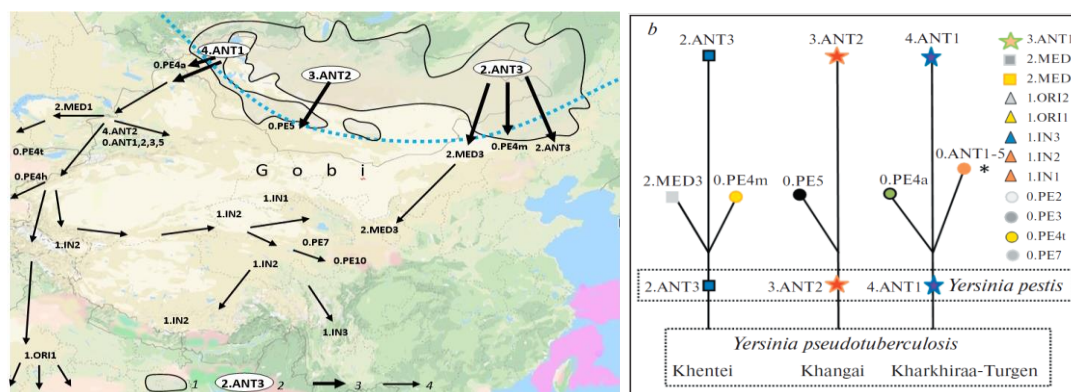 4.ANT1
0.PE4a
3.ANT2
2.ANT3
2.MED1
0.PE5
4.ANT2
0.ANT1,2,3,5
0.PE4m
2.ANT3
2.MED3
0.PE4t
0.PE4h
G o b i
1.IN1
1.IN2
2.MED3
1.IN2
0.PE7
0.PE10
1.IN2
1.IN2
1.IN3
1.ORI1
1
2.ANT3
2
3
4
b
2.ANT3
3.ANT2
4.ANT1
3.ANT1
2.MED
2.MED
1.ORI2
1.ORI1
1.IN3
1.IN2
1.IN1
0.PE2
0.PE3
0.PE4t
0.PE7
0.ANT1-5
*
2.MED3
0.PE4m
0.PE5
0.PE4a
2.ANT3
3.ANT2
4.ANT1
Yersinia pestis
Yersinia pseudotuberculosis
Khentei
Khangai
Kharkhiraa-Turgen